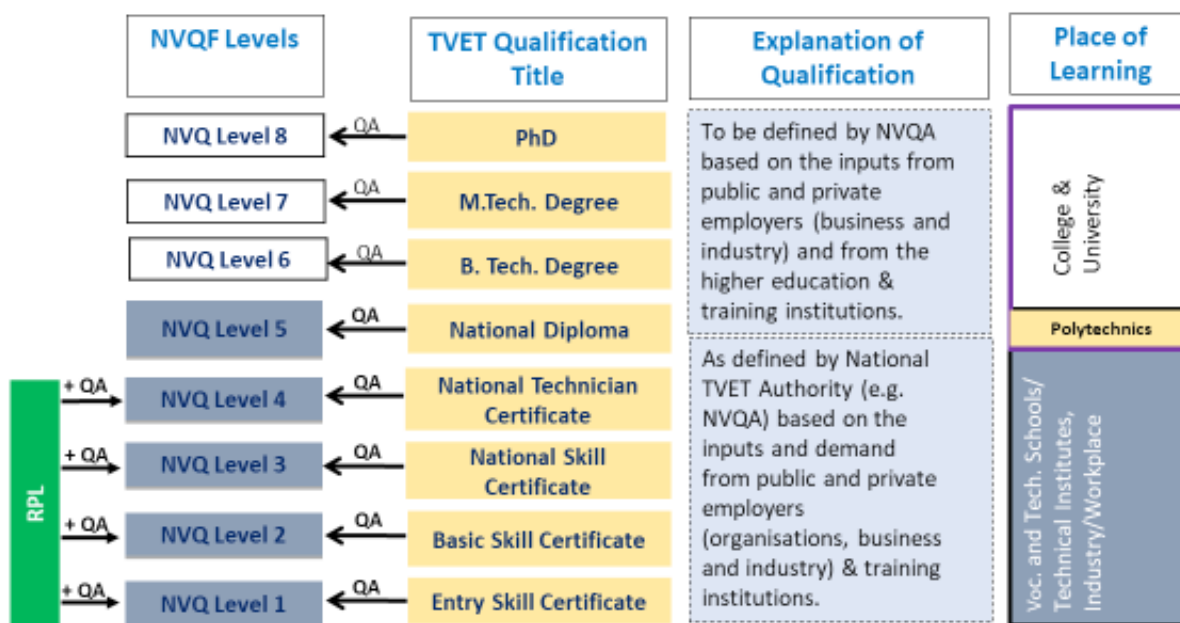 NVQF Levels
TVET Qualification
Title
Explanation of
Qualification
Place of
Learning
NVQ Level 8
QA
PhD
NVQ Level 7
QA
M.Tech. Degree
NVQ Level 6
QA
B. Tech. Degree
NVQ Level 5
QA
National Diploma
+ QA
NVQ Level 4
QA
National Technician
Certificate
+ QA
NVQ Level 3
QA
National Skill
Certificate
+ QA
NVQ Level 2
QA
Basic Skill Certificate
+ QA
NVQ Level 1
QA
Entry Skill Certificate
RPL
To be defined by NVQA
based on the inputs from
public and private
employers (business and
industry) and from the
higher education &
training institutions.
As defined by National
TVET Authority (e.g.
NVQA) based on the
inputs and demand
from public and private
employers
(organisations, business
and industry) & training
institutions.
College &
University
Polytechnics
Voc. and Tech. Schools/
Technical Institutes,
Industry/Workplace